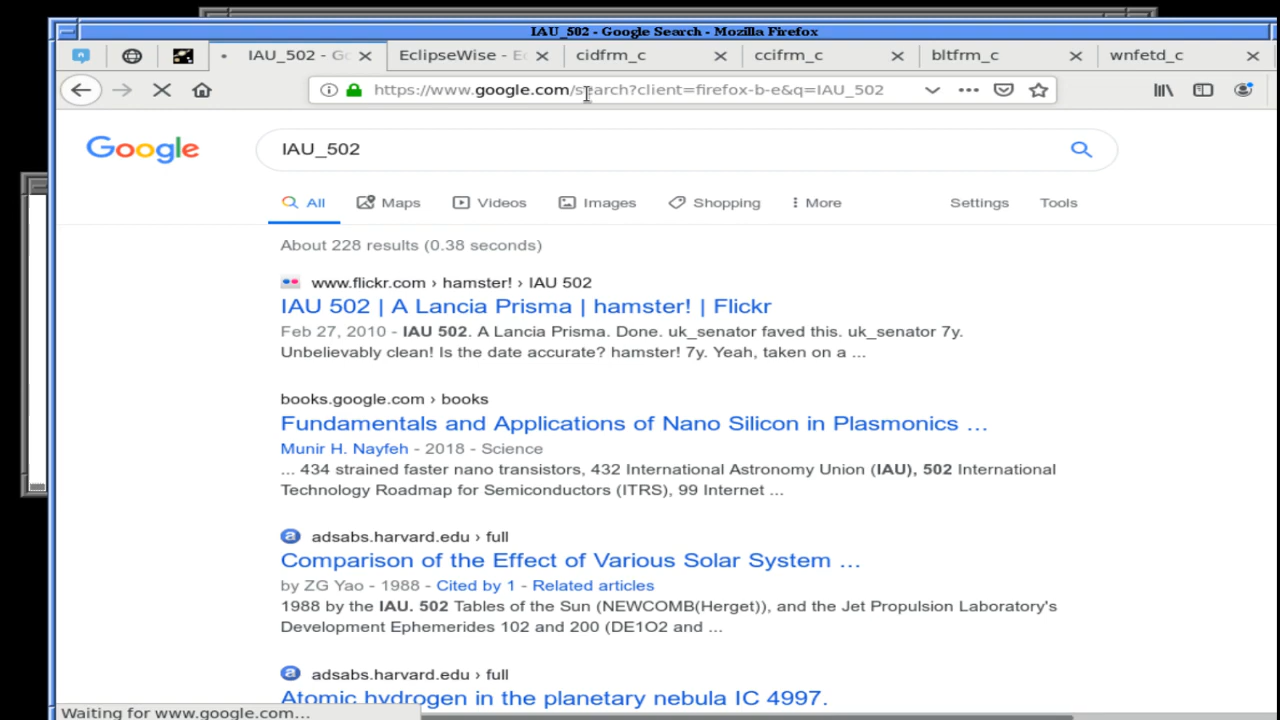 IAU_502 - Google Search - Mozilla Firefox
IAU_502 - Go
EclipseWise - Ec
cidfrm_c
ccifrm_c
bltfrm_c
wnfetd_c
https://www.google.com/search?client=firefox-b-e&q=IAU_502
Google
IAU_502
All
Maps
Videos
Images
Shopping
More
Settings
Tools
About 228 results (0.38 seconds)
www.flickr.com › hamster! › IAU 502
IAU 502 | A Lancia Prisma | hamster! | Flickr
Feb 27, 2010 - IAU 502. A Lancia Prisma. Done. uk_senator faved this. uk_senator 7y.
Unbelievably clean! Is the date accurate? hamster! 7y. Yeah, taken on a ...
books.google.com › books
Fundamentals and Applications of Nano Silicon in Plasmonics ...
Munir H. Nayfeh - 2018 - Science
... 434 strained faster nano transistors, 432 International Astronomy Union (IAU), 502 International
Technology Roadmap for Semiconductors (ITRS), 99 Internet ...
adsabs.harvard.edu › full
Comparison of the Effect of Various Solar System ...
by ZG Yao - 1988 - Cited by 1 - Related articles
1988 by the IAU. 502 Tables of the Sun (NEWCOMB(Herget)), and the Jet Propulsion Laboratory's
Development Ephemerides 102 and 200 (DE1O2 and ...
adsabs.harvard.edu › full
Atomic hydrogen in the planetary nebula IC 4997.
Waiting for www.google.com...